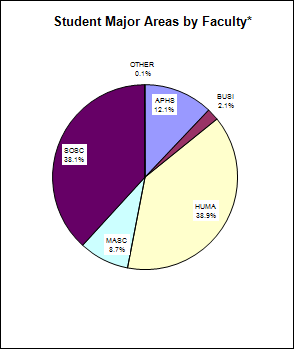 Student Major Areas by Faculty*
OTHER
0.1%
APHS
12.1%
BUSI
2.1%
SOSC
38.1%
HUMA
38.9%
MASC
8.7%